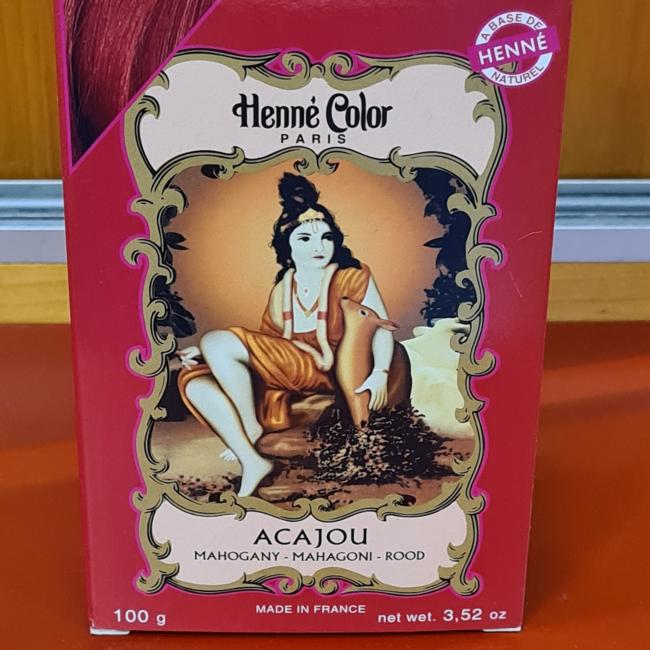 A BASE DE
HENNÉ
NATUREL
Henné Color
PARIS
ACAJOU
MAHOGANY - MAHAGONI - ROOD
100 g
MADE IN FRANCE
net wet. 3,52 oz